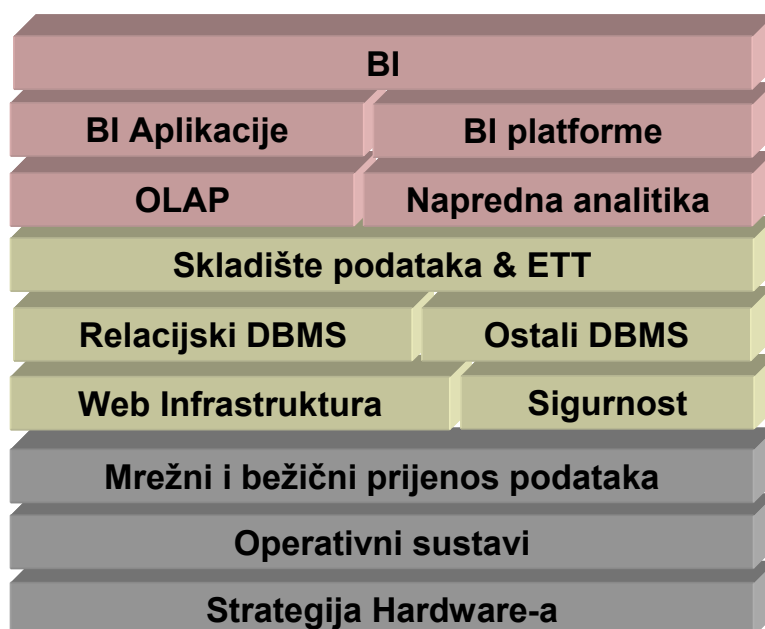 BI
BI Aplikacije
BI platforme
OLAP
Napredna analitika
Skladište podataka & ETT
Relacijski DBMS
Ostali DBMS
Web Infrastruktura
Sigurnost
Mrežni i bežični prijenos podataka
Operativni sustavi
Strategija Hardware-a